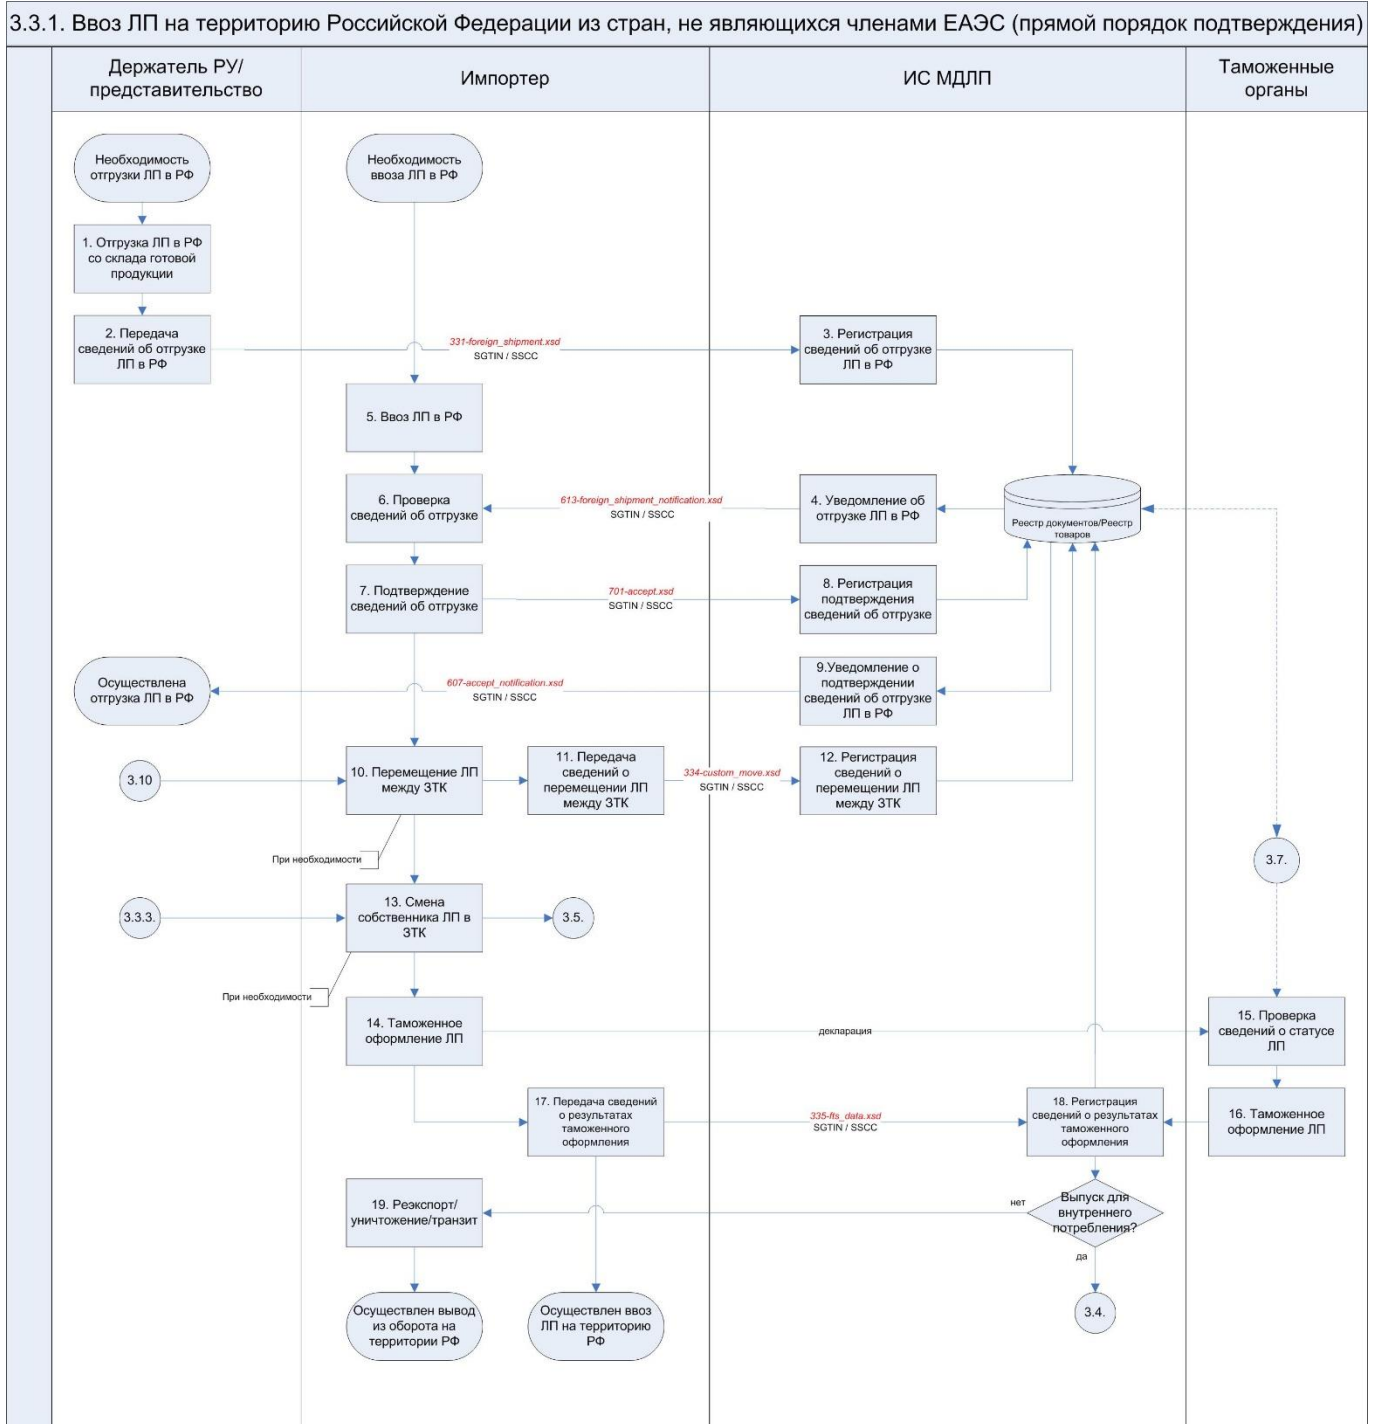 3.3.1. Ввоз ЛП на территорию Российской Федерации из стран, не являющихся членами ЕАЭС (прямой порядок подтверждения)
Держатель РУ/
представительство
Импортер
ИС МДЛП
Таможенные
органы
Необходимость
отгрузки ЛП в РФ
Необходимость
ввоза ЛП в РФ
1. Отгрузка ЛП в РФ
со склада готовой
продукции
2. Передача
сведений об отгрузке
ЛП в РФ
331-foreign_shipment.xsd
SGTIN / SSCC
3. Регистрация
сведений об отгрузке
ЛП в РФ
5. Ввоз ЛП в РФ
6. Проверка
сведений об отгрузке
613-foreign_shipment_notification.xsd
SGTIN / SSCC
4. Уведомление об
отгрузке ЛП в РФ
Реестр документов/Реестр
товаров
7. Подтверждение
сведений об отгрузке
701-accept.xsd
SGTIN / SSCC
8. Регистрация
подтверждения
сведений об отгрузке
Осуществлена
отгрузка ЛП в РФ
607-accept_notification.xsd
SGTIN / SSCC
9.Уведомление о
подтверждении
сведений об отгрузке
ЛП в РФ
3.10
10. Перемещение ЛП
между ЗТК
11. Передача
сведений о
перемещении ЛП
между ЗТК
334-custom_move.xsd
SGTIN / SSCC
12. Регистрация
сведений о
перемещении ЛП
между ЗТК
При необходимости
3.7.
3.3.3.
13. Смена
собственника ЛП в
ЗТК
3.5.
При необходимости
14. Таможенное
оформление ЛП
декларация
15. Проверка
сведений о статусе
ЛП
17. Передача сведений
о результатах
таможенного
оформления
335-fts_data.xsd
SGTIN / SSCC
18. Регистрация
сведений о результатах
таможенного
оформления
16. Таможенное
оформление ЛП
19. Реэкспорт/
уничтожение/транзит
нет
Выпуск для
внутреннего
потребления?
да
Осуществлен вывод
из оборота на
территории РФ
Осуществлен ввоз
ЛП на территорию
РФ
3.4.